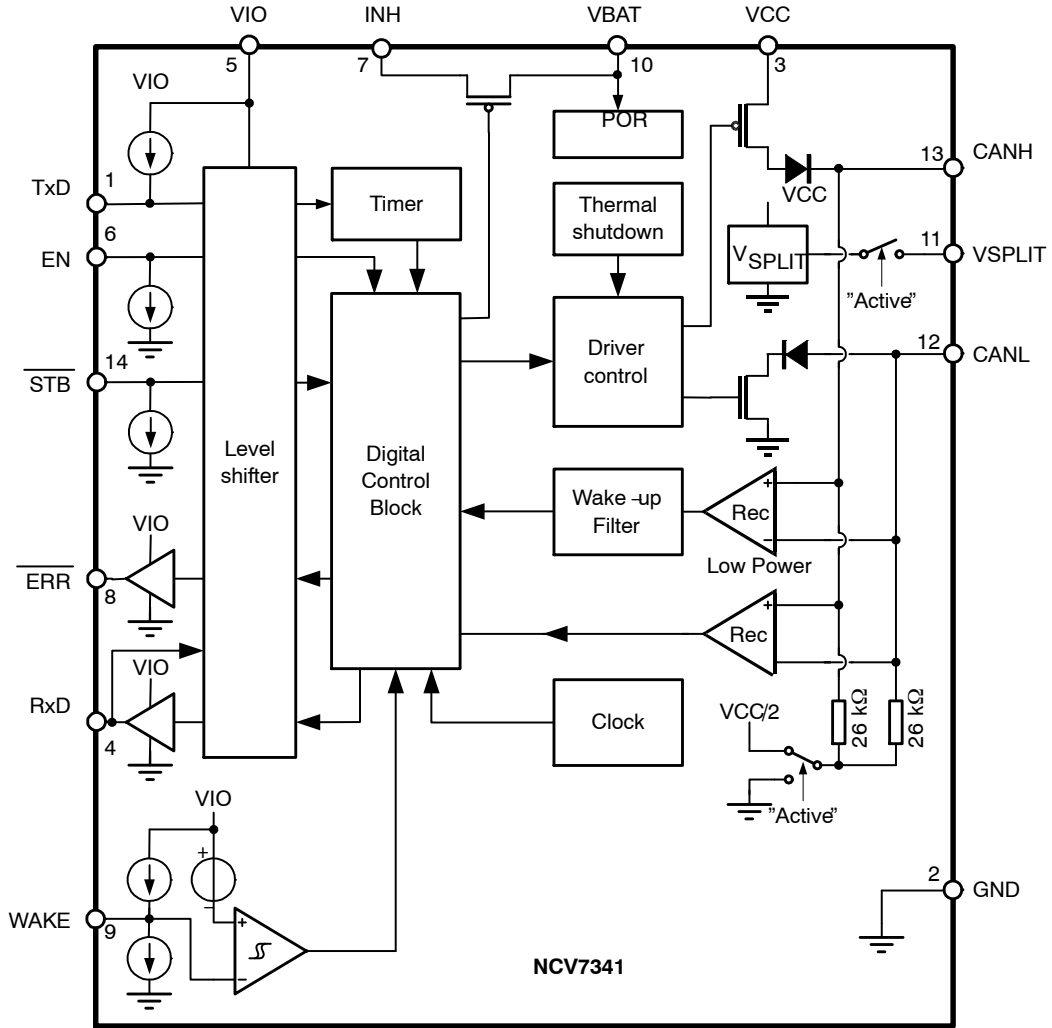 VIO
INH
VBAT
VCC
5
7
10
3
VIO
POR
13
CANH
TxD
1
Timer
Thermal
shutdown
VCC
6
EN
VSPLIT
11
VSPLIT
"Active"
14
STB
Driver
control
12
CANL
Level
shifter
Digital
Control
Block
Wake-up
Filter
+
Rec
−
Low Power
VIO
ERR
8
+
Rec
−
VIO
RxD
4
Clock
VCC/2
26 kΩ
26 kΩ
"Active"
VIO
+
−
2
GND
WAKE
9
+
−
NCV7341